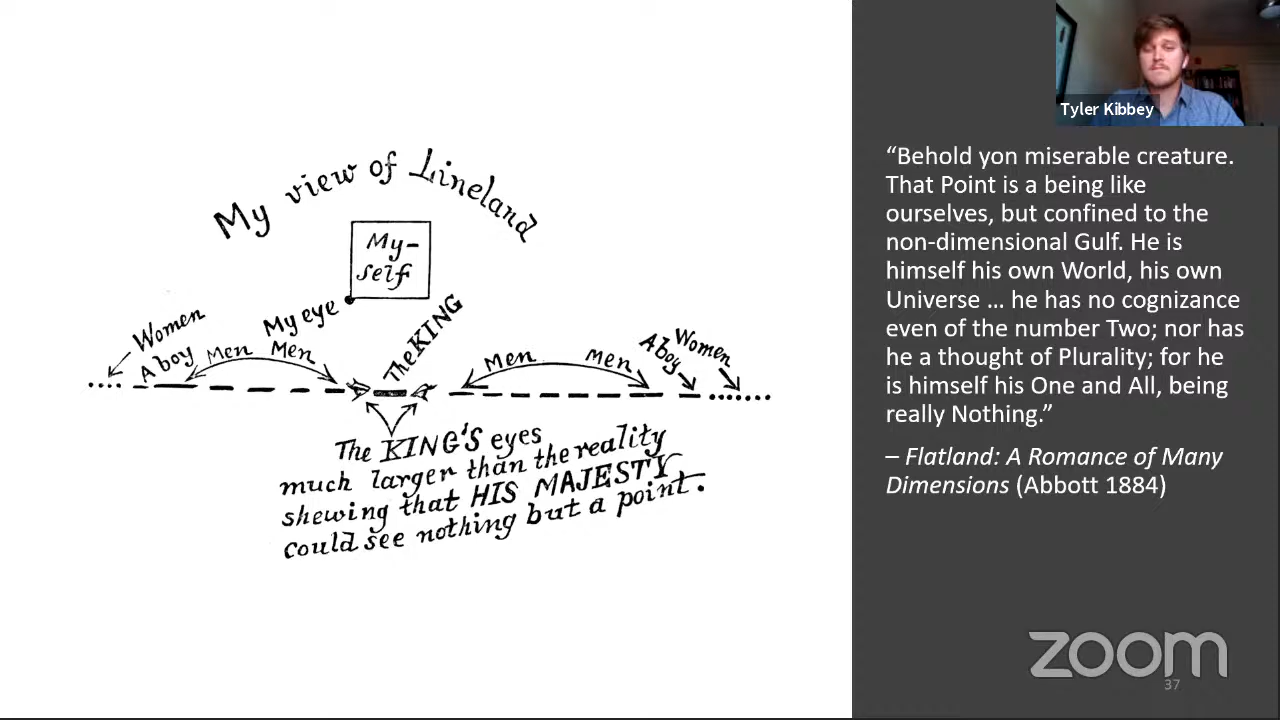 My view of Lineland
My-
self
My eye
The KING
Women
A boy
Men
Men
Men
Men
A boy
Women
The KING'S eyes
much larger than the reality
shewing that HIS MAJESTY
could see nothing but a point.
Tyler Kibbey
“Behold yon miserable creature.
That Point is a being like
ourselves, but confined to the
non-dimensional Gulf. He is
himself his own World, his own
Universe … he has no cognizance
even of the number Two; nor has
he a thought of Plurality; for he
is himself his One and All, being
really Nothing.”
– Flatland: A Romance of Many
Dimensions (Abbott 1884)
zoom
37